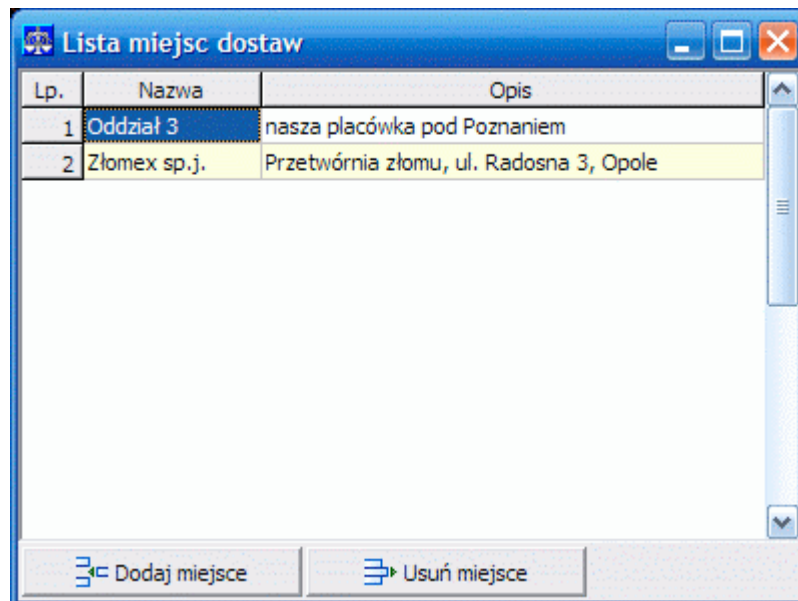 Lista miejsc dostaw
Lp. Nazwa Opis
1 Oddział 3 nasza placówka pod Poznaniem
2 Złomex sp.j. Przetwórnia złomu, ul. Radosna 3, Opole
Dodaj miejsce Usuń miejsce